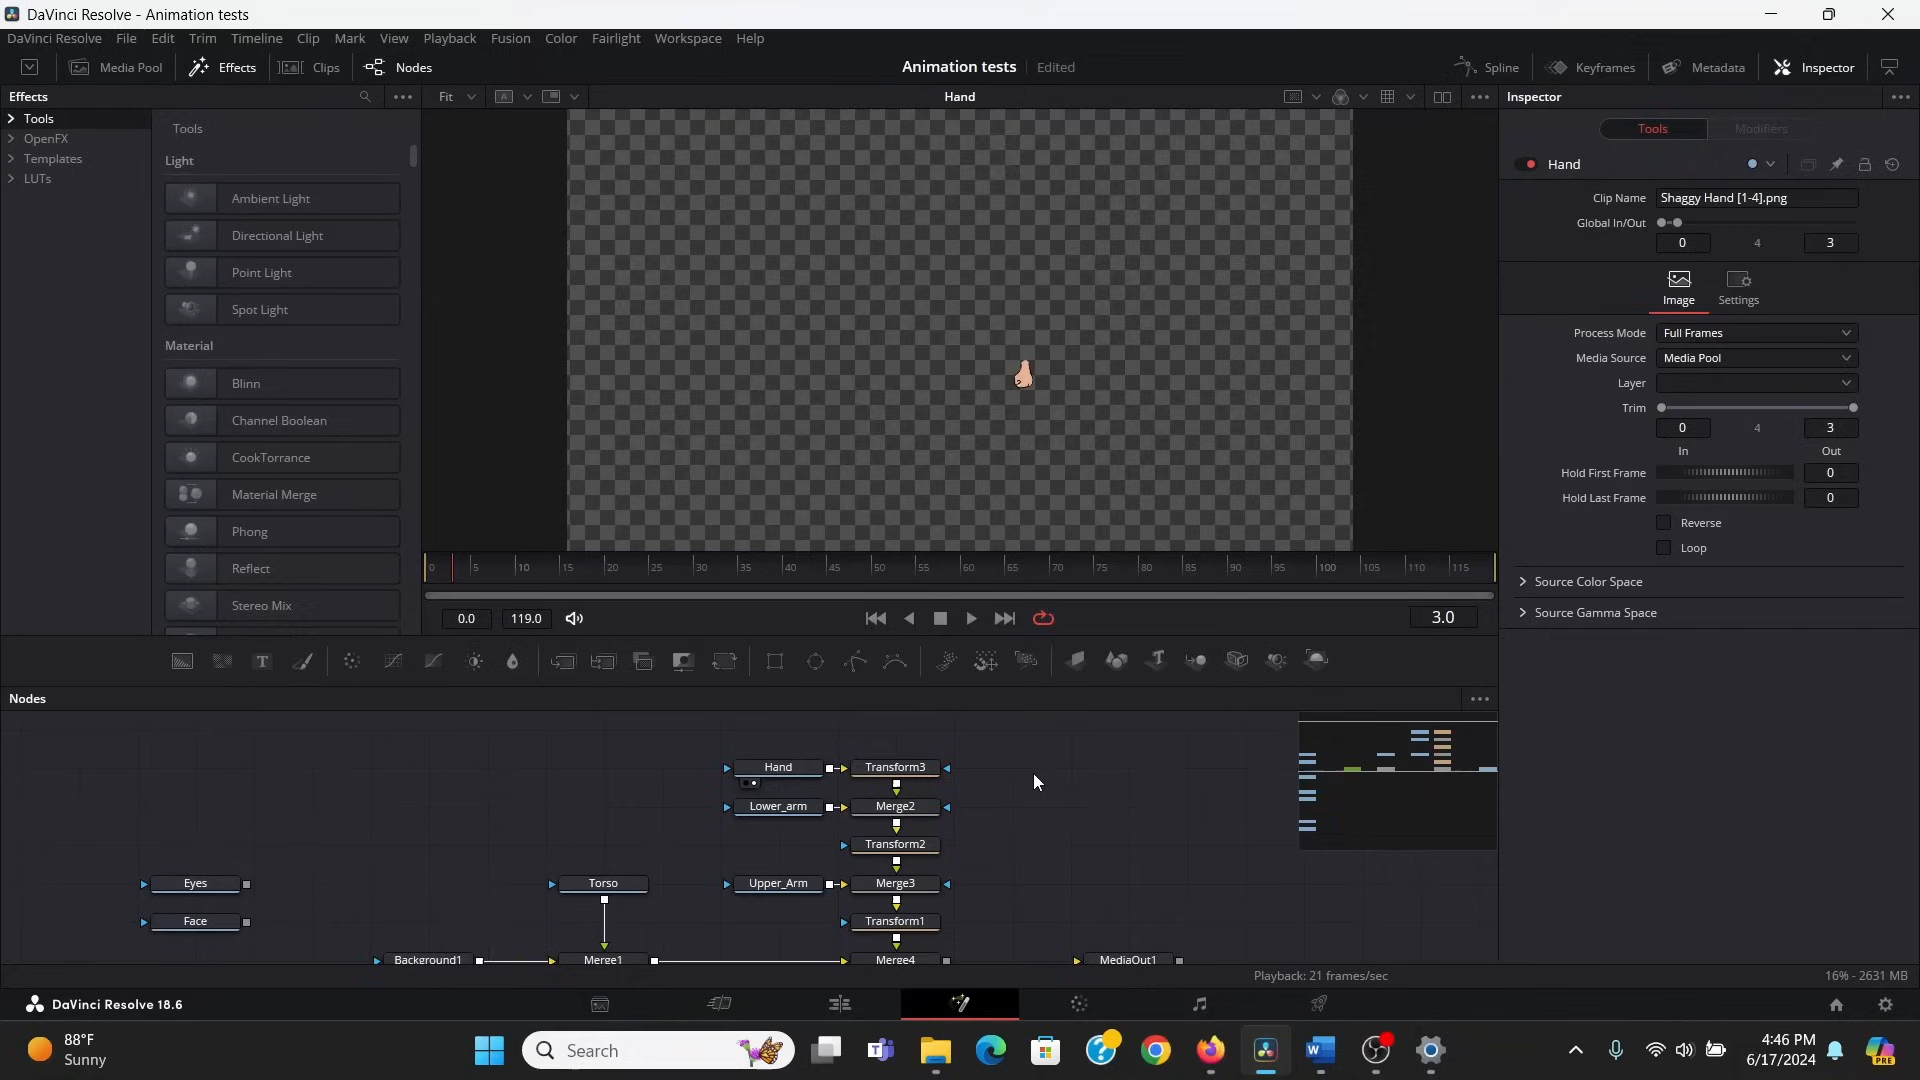 DaVinci Resolve - Animation tests
DaVinci Resolve File Edit Trim Timeline Clip Mark View Playback Fusion Color Fairlight Workspace Help
Media Pool Effects Clips Nodes Animation tests Edited Spline Keyframes Metadata Inspector
Effects Fit A Hand Inspector
Tools
OpenFX
Templates
LUTs
Tools
Light
Ambient Light
Directional Light
Point Light
Spot Light
Material
Blinn
Channel Boolean
CookTorrance
Material Merge
Phong
Reflect
Stereo Mix
0 5 10 15 20 25 30 35 40 45 50 55 60 65 70 75 80 85 90 95 100 105 110 115
0.0 119.0 3.0
Tools Modifiers
Hand
Clip Name Shaggy Hand [1-4].png
Global In/Out
0 4 3
Image Settings
Process Mode Full Frames
Media Source Media Pool
Layer
Trim
0 4 3
In Out
Hold First Frame 0
Hold Last Frame 0
Reverse
Loop
Source Color Space
Source Gamma Space
T T
Nodes
Hand Transform3
Lower_arm Merge2
Transform2
Eyes Torso Upper_Arm Merge3
Face Transform1
Background1 Merge1 Merge4 MediaOut1
Playback: 21 frames/sec 16% - 2631 MB
DaVinci Resolve 18.6
88°F
Sunny
Search
4:46 PM
6/17/2024
PRE